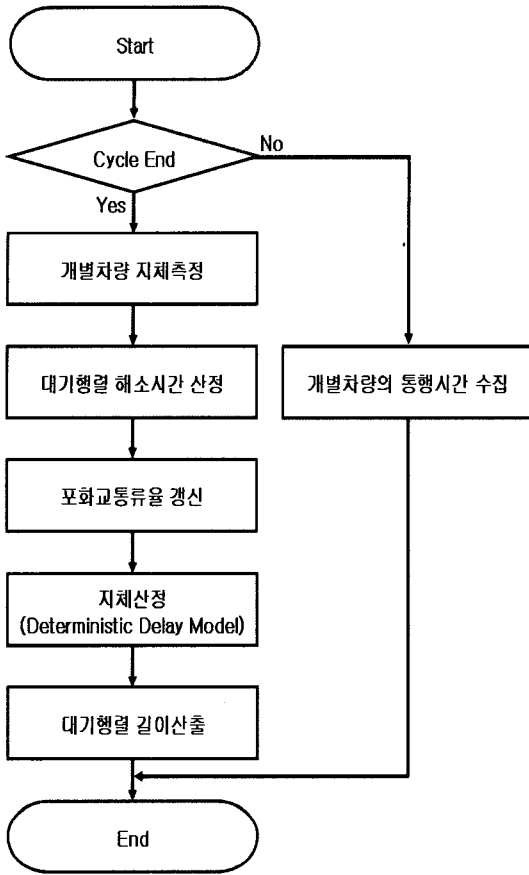 Start
Cycle End
No
Yes
개별차량 지체측정
대기행렬 해소시간 산정
개별차량의 통행시간 수집
포화교통류율 갱신
지체산정
(Deterministic Delay Model)
대기행렬 길이산출
End